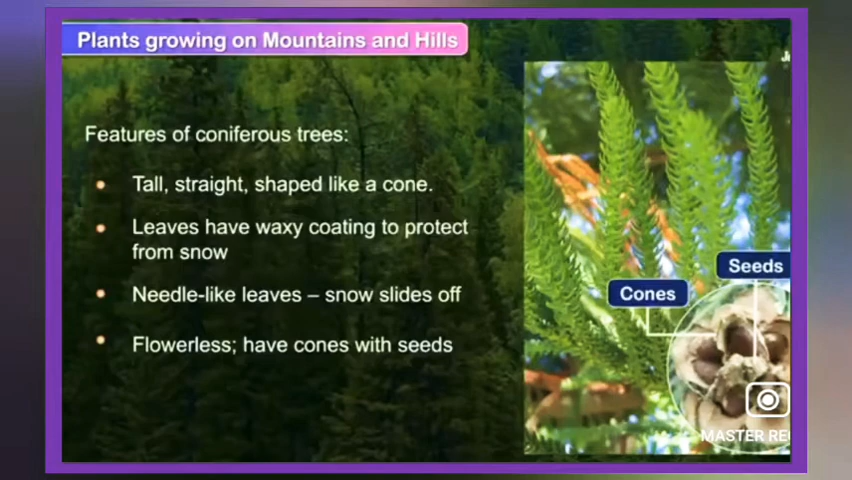 Plants growing on Mountains and Hills
Features of coniferous trees:
Tall, straight, shaped like a cone.
Leaves have waxy coating to protect
from snow
Needle-like leaves – snow slides off
Flowerless; have cones with seeds
Seeds
Cones
MASTER